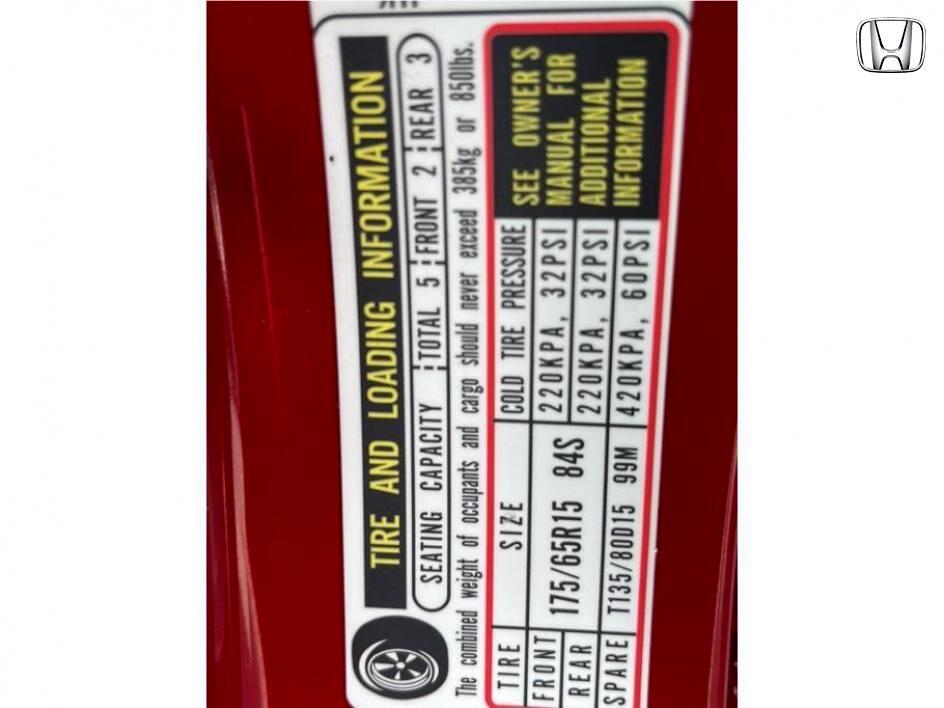 TIRE AND LOADING INFORMATION
SEATING CAPACITY TOTAL 5 FRONT 2 REAR 3
The combined weight of occupants and cargo should never exceed 385kg or 850lbs.
TIRE SIZE COLD TIRE PRESSURE
FRONT 175/65R15 84S 220KPA, 32PSI
REAR 220KPA, 32PSI
SPARE T135/80D15 99M 420KPA, 60PSI
SEE OWNER'S
MANUAL FOR
ADDITIONAL
INFORMATION